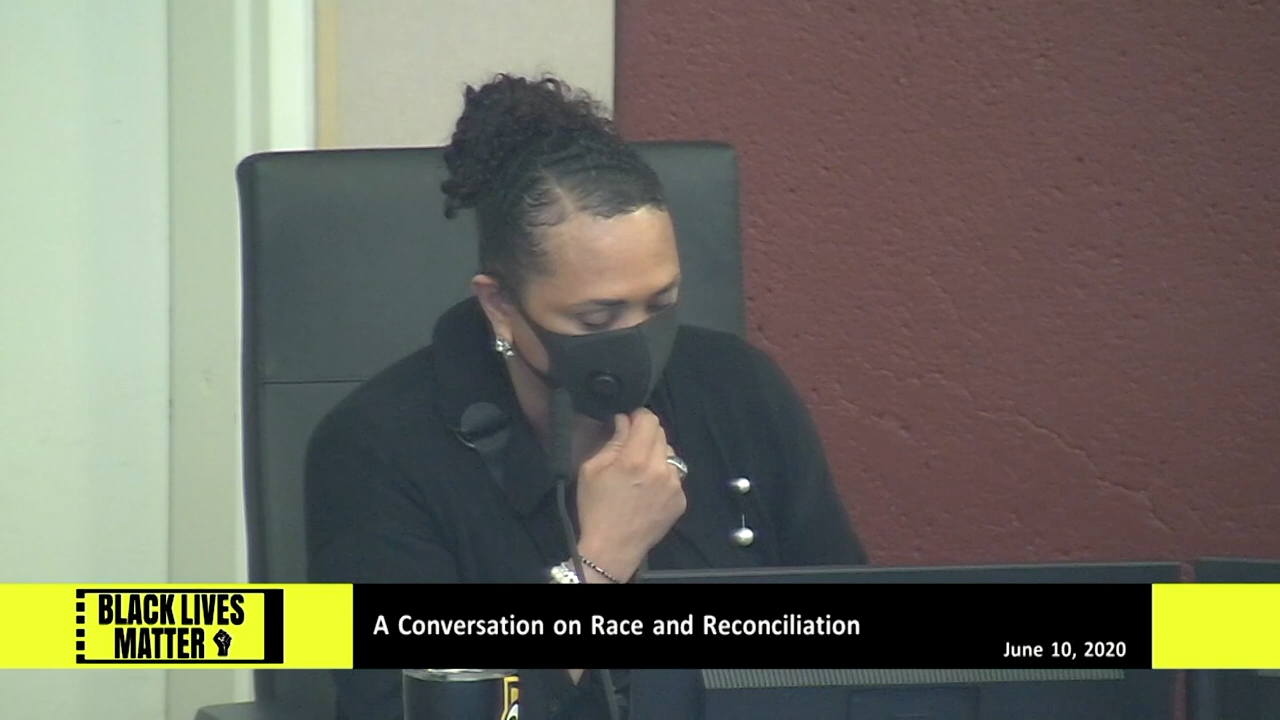 BLACK LIVES
MATTER
A Conversation on Race and Reconciliation
June 10, 2020